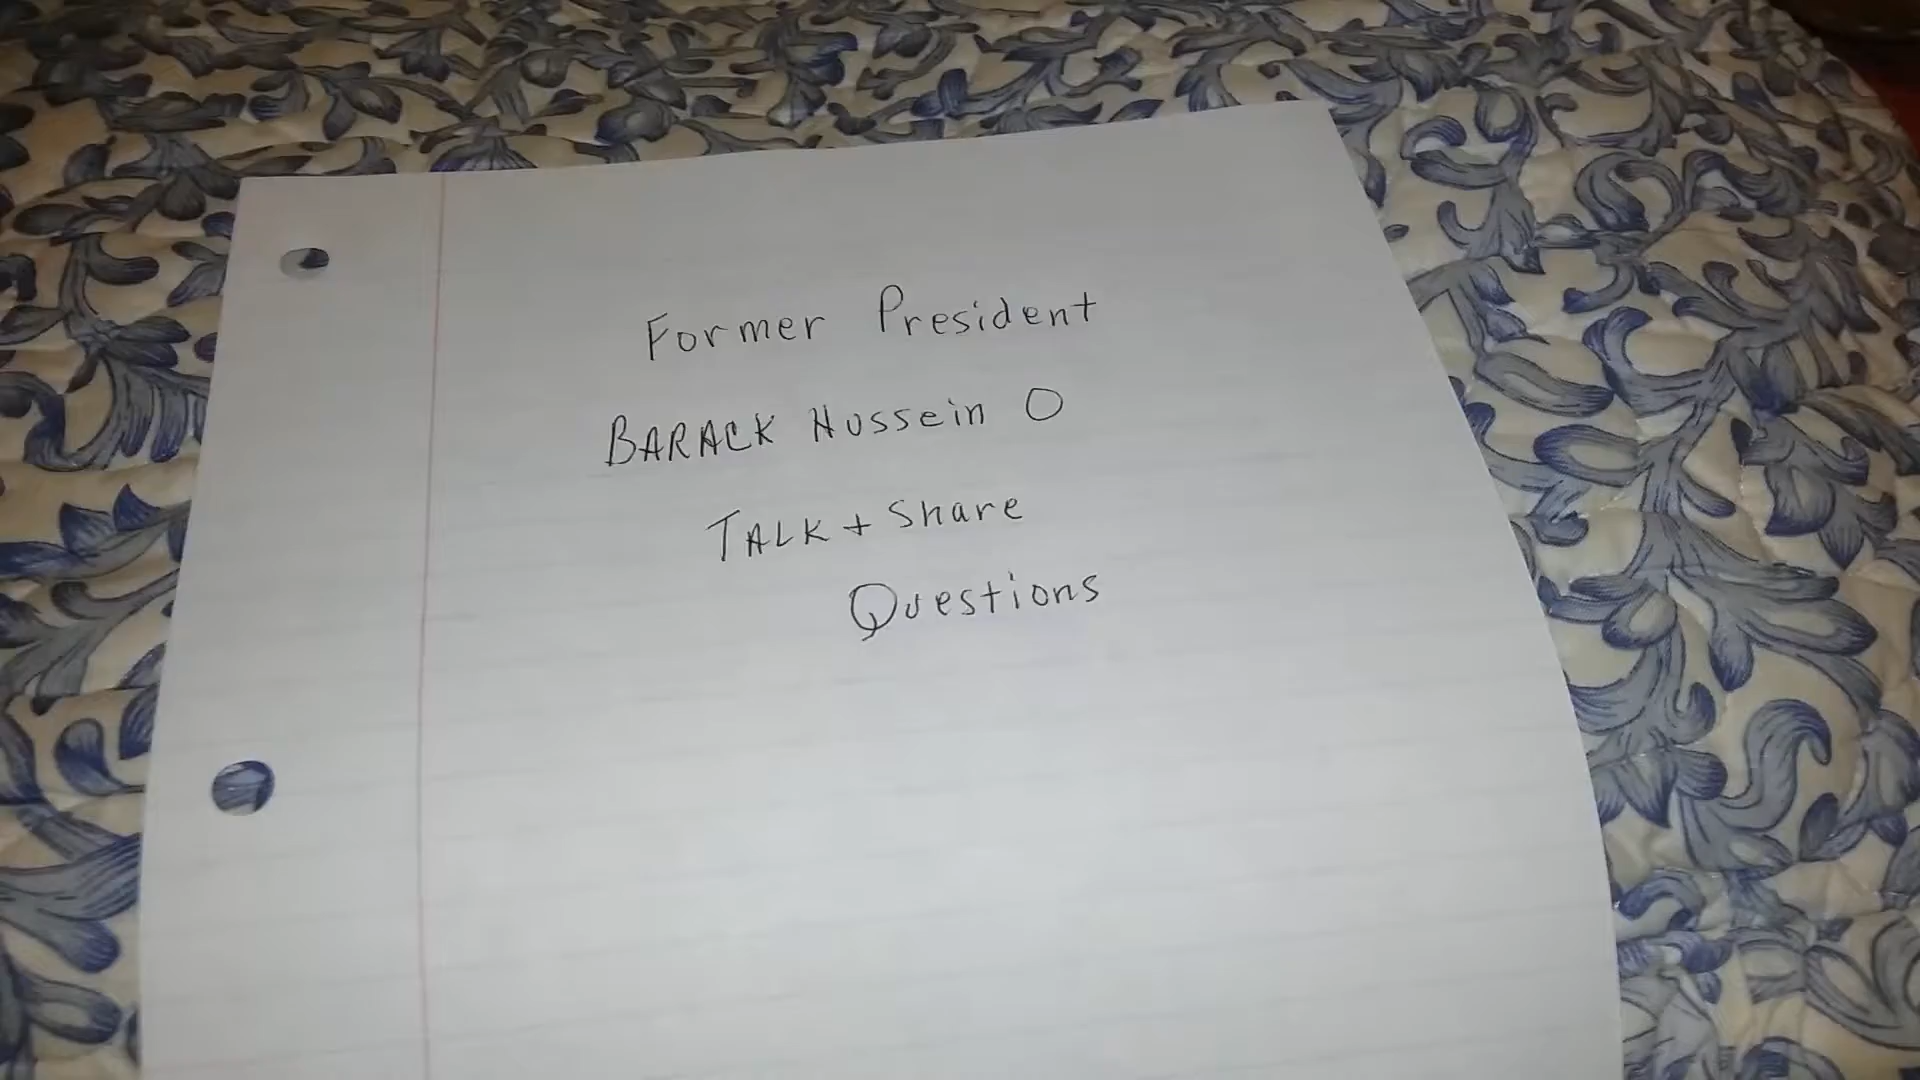 Former President
BARACK Hussein O
TALK + Share
Questions